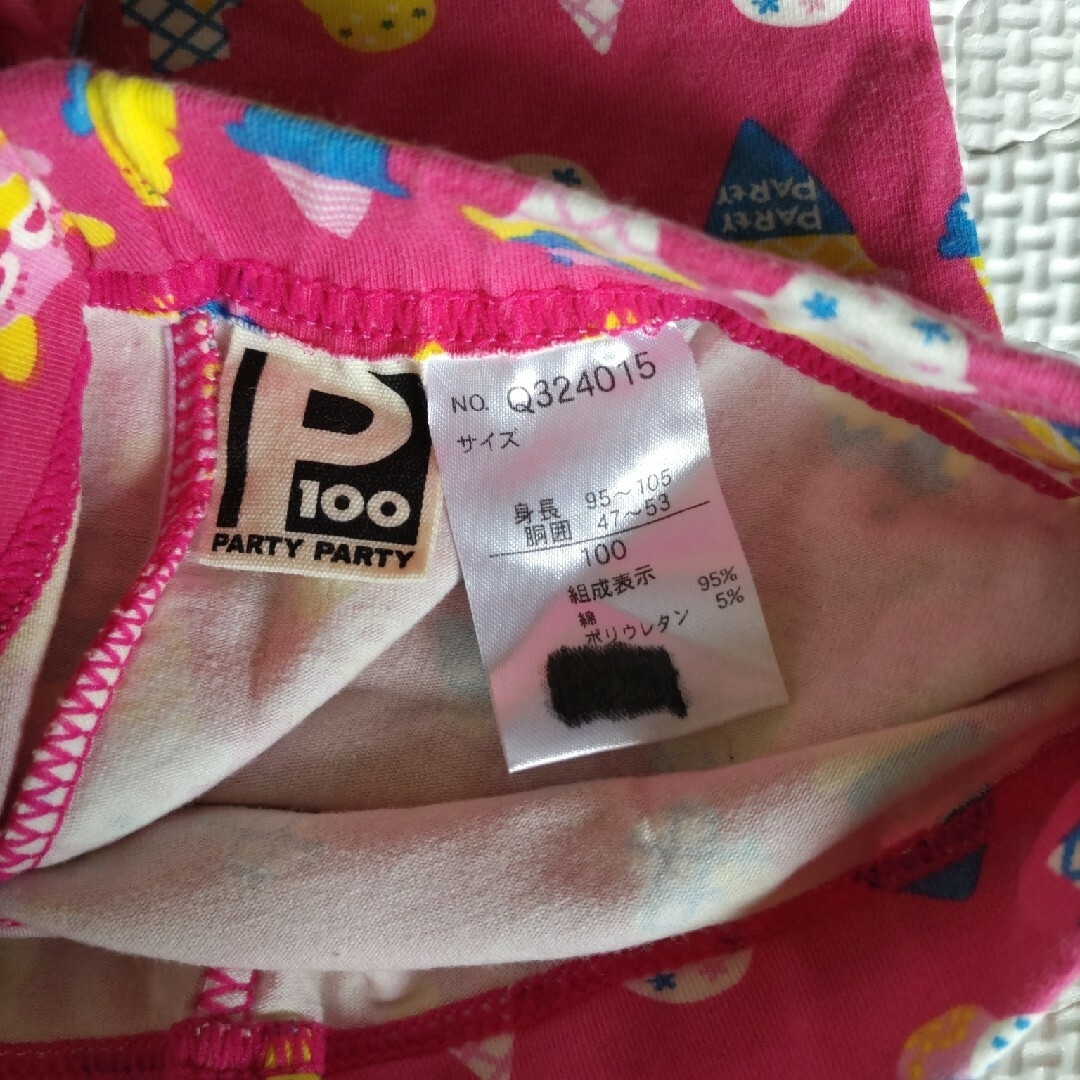 PARtY
PARtY
P
100
PARTY PARTY
NO. Q324015
サイズ
身長 95～105
胴囲 47～53
100
組成表示
綿 95%
ポリウレタン 5%